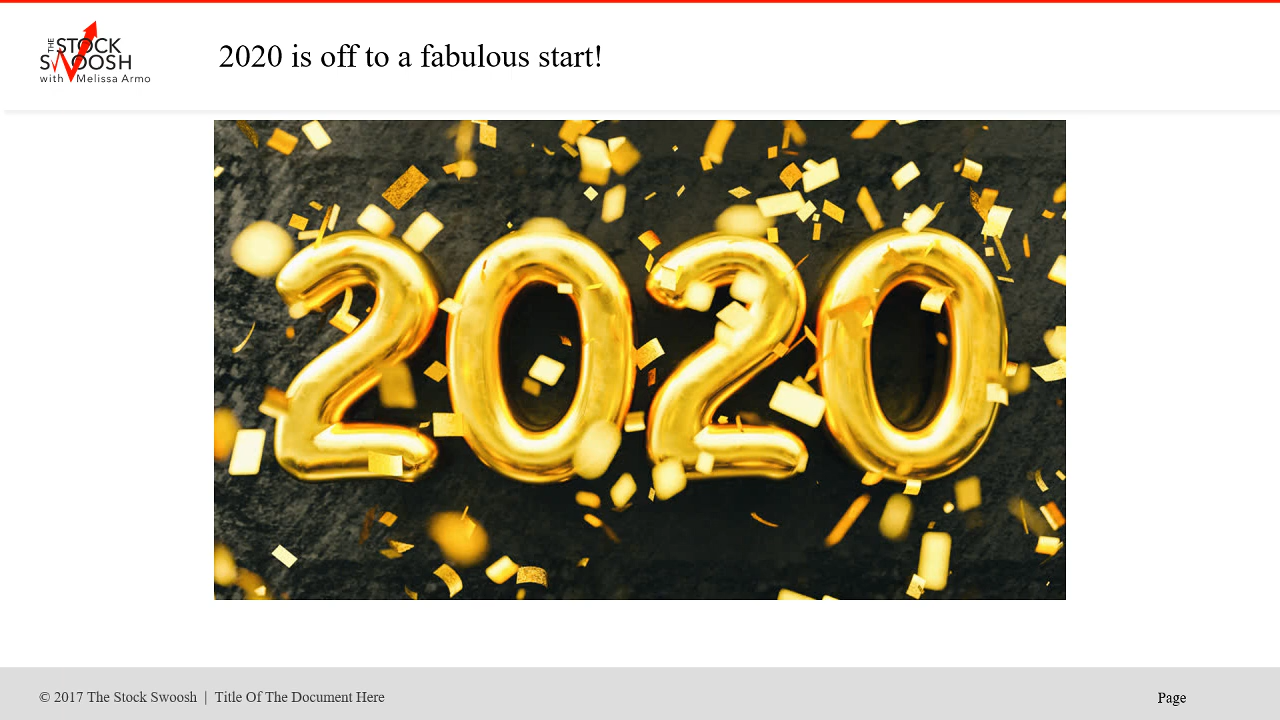 THE STOCK
SWOOSH
with Melissa Armo
2020 is off to a fabulous start!
2020
© 2017 The Stock Swoosh | Title Of The Document Here
Page